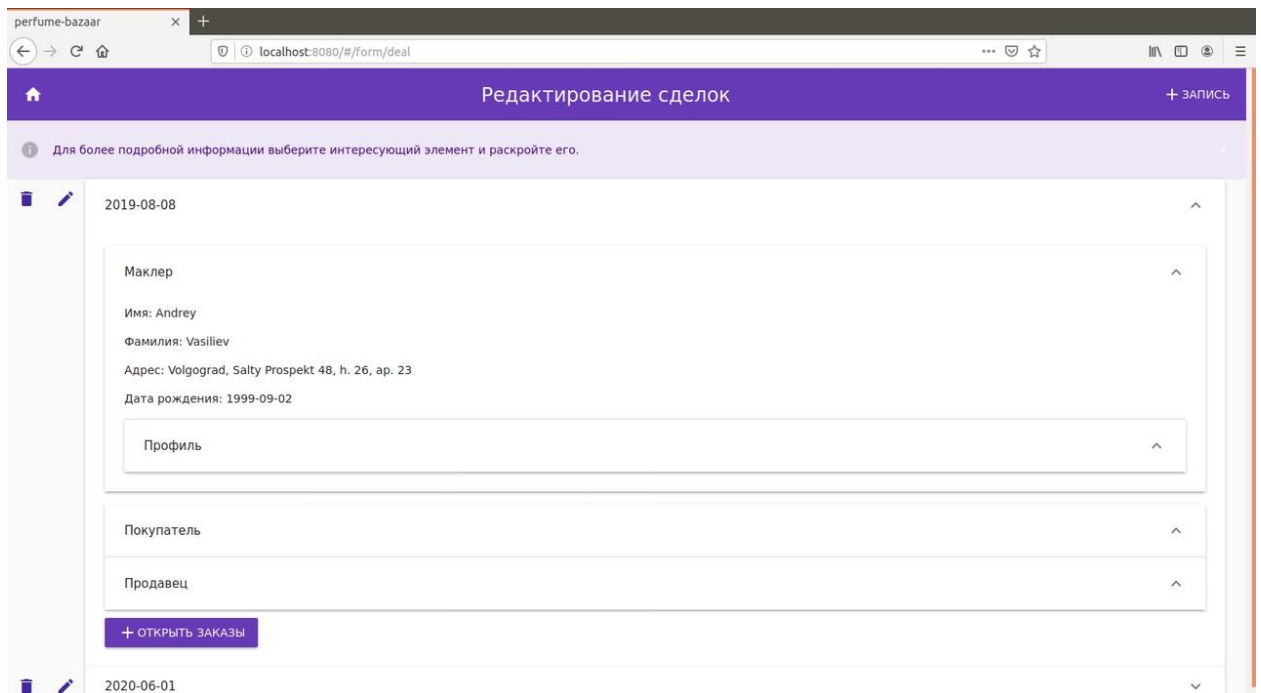 perfume-bazaar
localhost:8080/#/form/deal
Редактирование сделок
+ ЗАПИСЬ
Для более подробной информации выберите интересующий элемент и раскройте его.
2019-08-08
Маклер
Имя: Andrey
Фамилия: Vasiliev
Адрес: Volgograd, Salty Prospekt 48, h. 26, ap. 23
Дата рождения: 1999-09-02
Профиль
Покупатель
Продавец
+ ОТКРЫТЬ ЗАКАЗЫ
2020-06-01